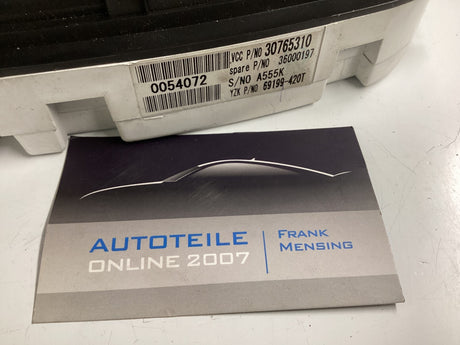 VCC P/NO 30765310
spare P/NO 36000197
S/NO A555K
YZK P/NO 69199-420T
0054072
AUTOTEILE
ONLINE 2007
FRANK
MENSING